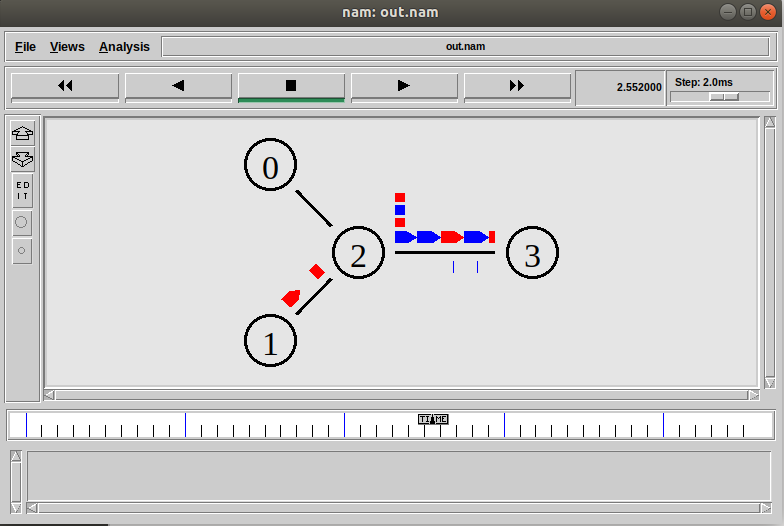 nam: out.nam
File Views Analysis out.nam
2.552000 Step: 2.0ms
ED
IT
0
2 3
1
TIME